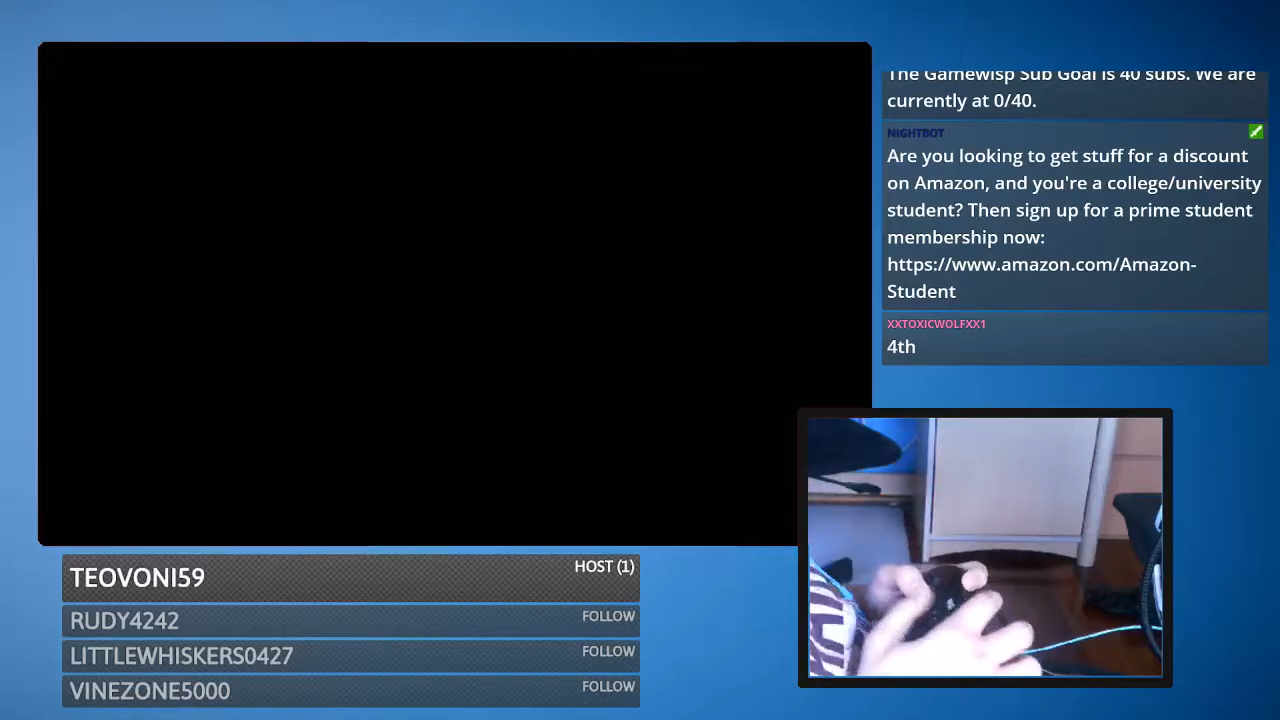 The Gamewisp Sub Goal is 40 subs. We are
currently at 0/40.
NIGHTBOT
Are you looking to get stuff for a discount
on Amazon, and you're a college/university
student? Then sign up for a prime student
membership now:
https://www.amazon.com/Amazon-
Student
XXTOXICWOLFXX1
4th
TEOVONI59 HOST (1)
RUDY4242 FOLLOW
LITTLEWHISKERS0427 FOLLOW
VINEZONE5000 FOLLOW